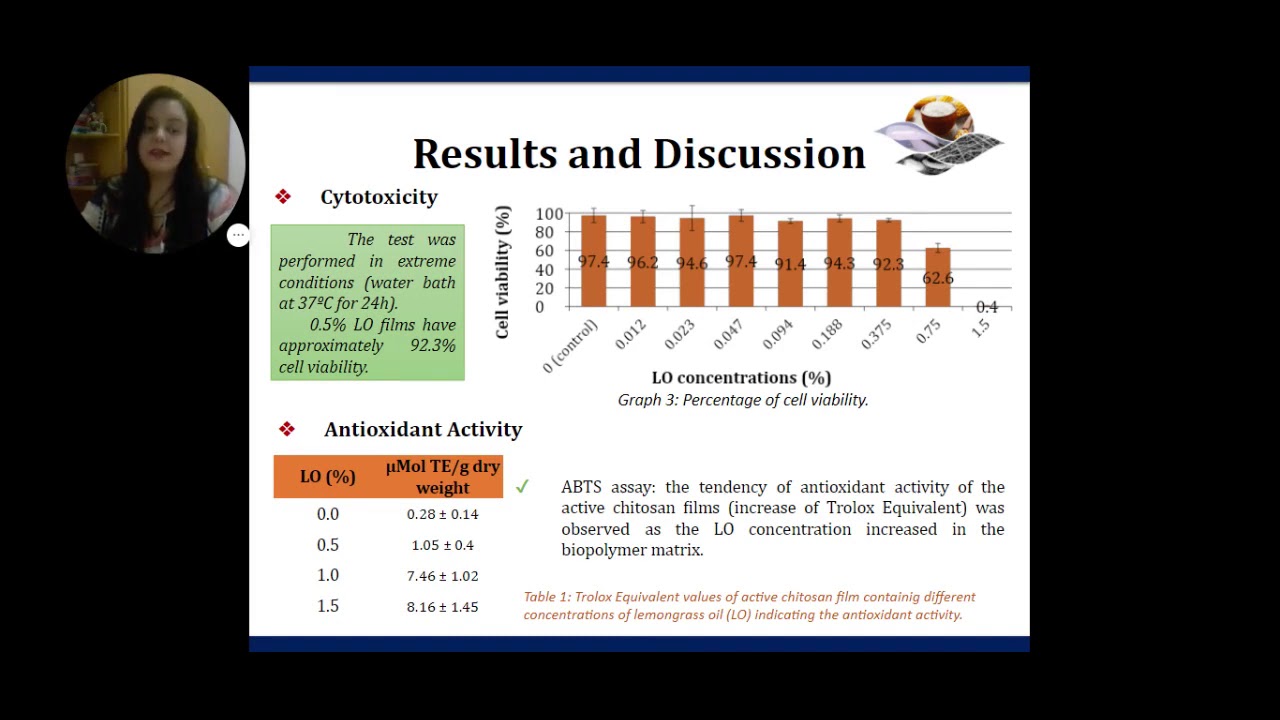 Results and Discussion
❖ Cytotoxicity
The test was
performed in extreme
conditions (water bath
at 37ºC for 24h).
0.5% LO films have
approximately 92.3%
cell viability.
Cell viability (%)
100
80
60
40
20
0
97.4 96.2 94.6 97.4 91.4 94.3 92.3 62.6 0.4
0 (control) 0.012 0.023 0.047 0.094 0.188 0.375 0.75 1.5
LO concentrations (%)
Graph 3: Percentage of cell viability.
❖ Antioxidant Activity
LO (%) µMol TE/g dry
weight
0.0 0.28 ± 0.14
0.5 1.05 ± 0.4
1.0 7.46 ± 1.02
1.5 8.16 ± 1.45
✓ ABTS assay: the tendency of antioxidant activity of the
active chitosan films (increase of Trolox Equivalent) was
observed as the LO concentration increased in the
biopolymer matrix.
Table 1: Trolox Equivalent values of active chitosan film containig different
concentrations of lemongrass oil (LO) indicating the antioxidant activity.